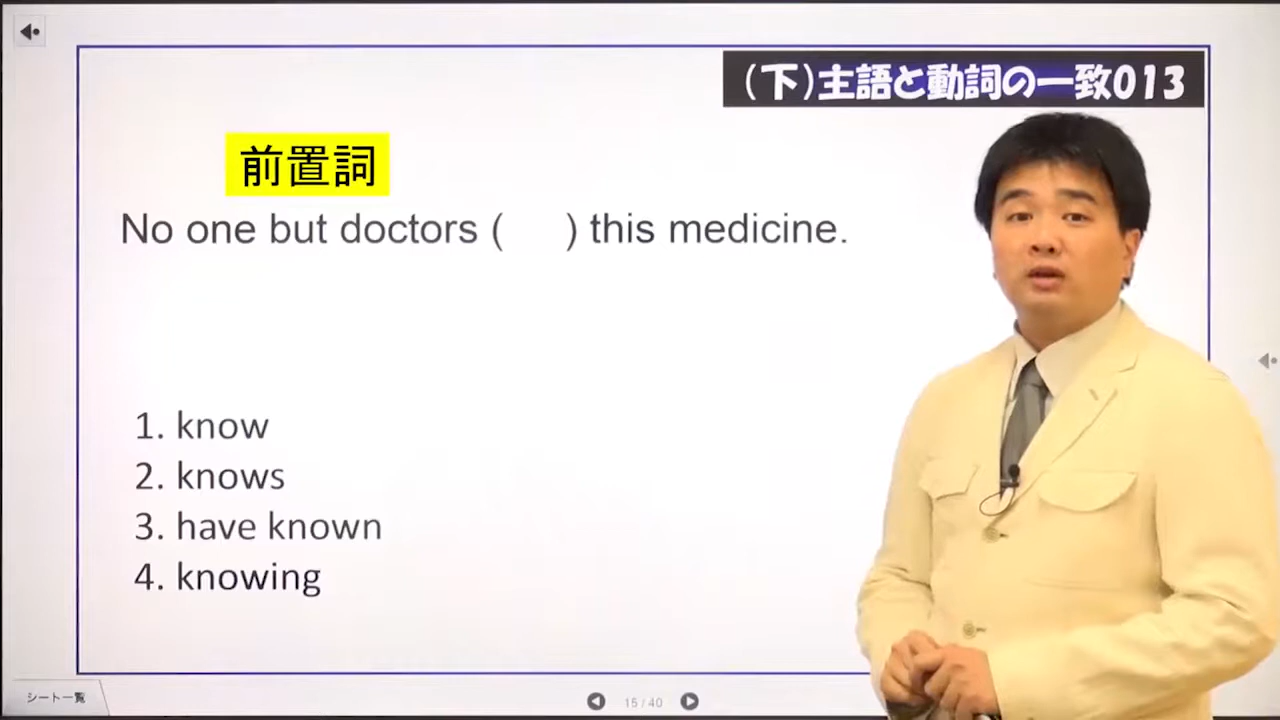 （下）主語と動詞の一致013
前置詞
No one but doctors (    ) this medicine.
1. know
2. knows
3. have known
4. knowing
シート一覧
15 / 40